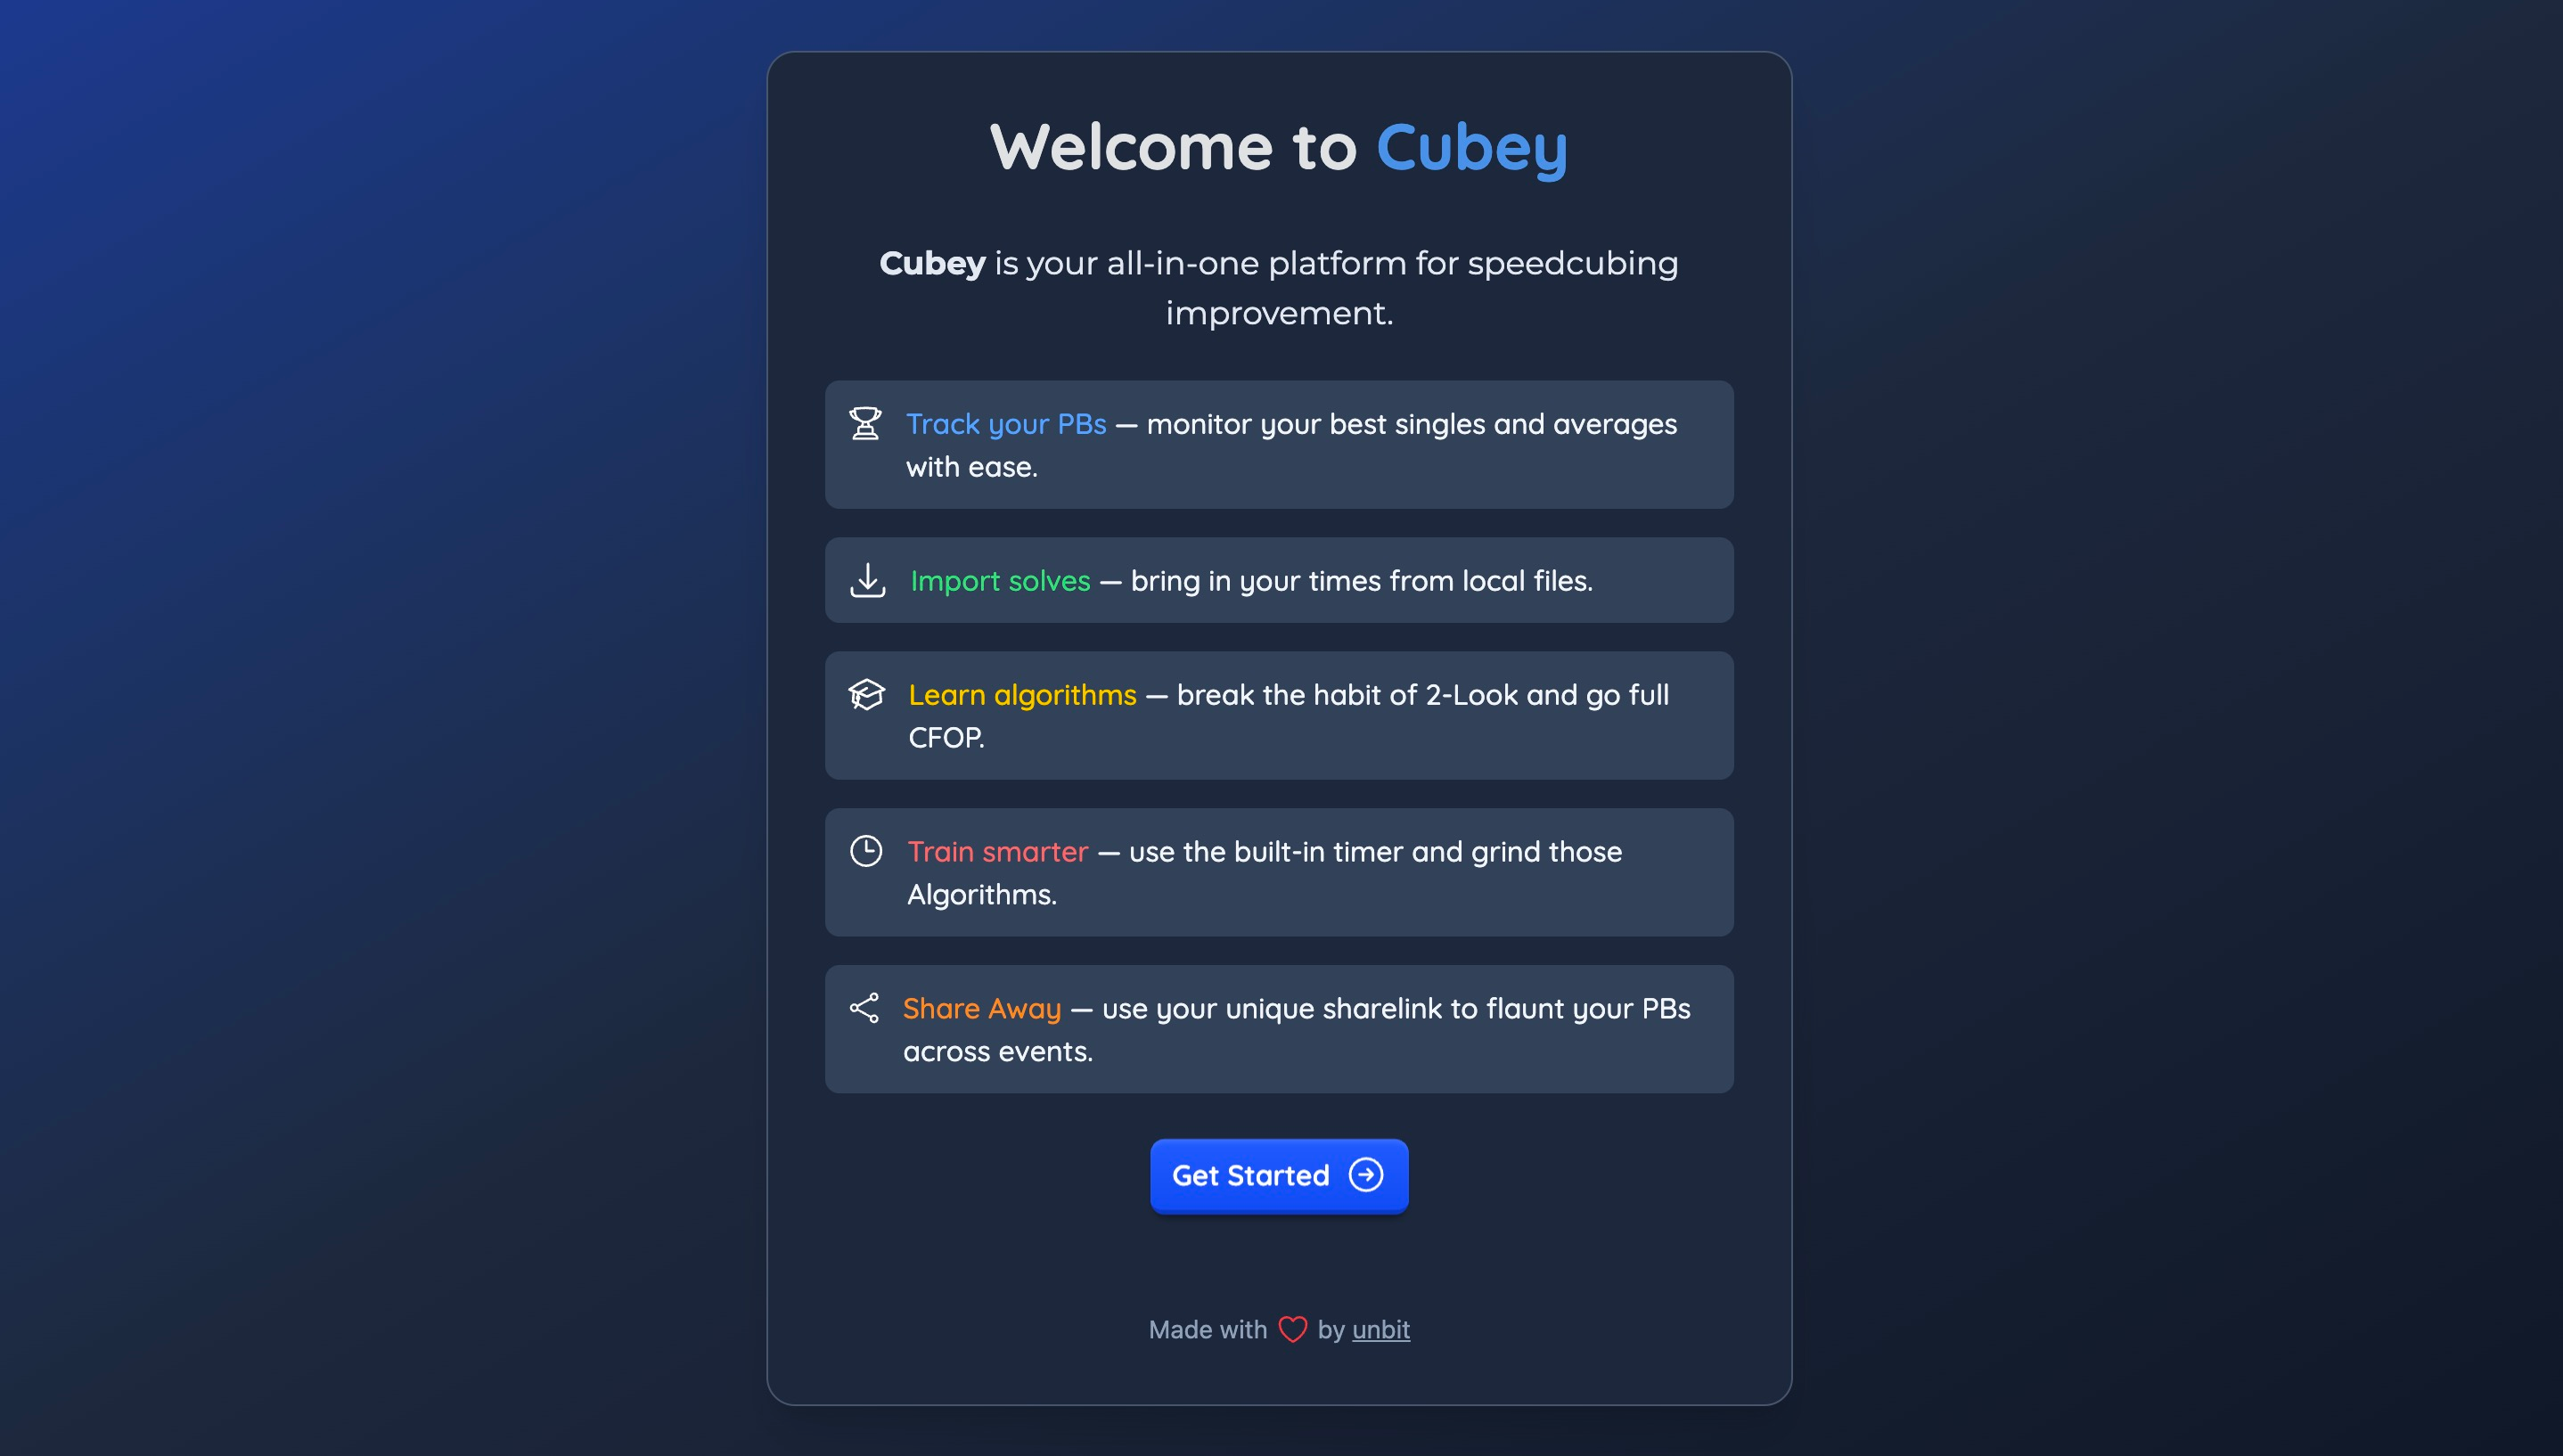 Welcome to Cubey
Cubey is your all-in-one platform for speedcubing
improvement.
Track your PBs — monitor your best singles and averages
with ease.
Import solves — bring in your times from local files.
Learn algorithms — break the habit of 2-Look and go full
CFOP.
Train smarter — use the built-in timer and grind those
Algorithms.
Share Away — use your unique sharelink to flaunt your PBs
across events.
Get Started
Made with by unbit